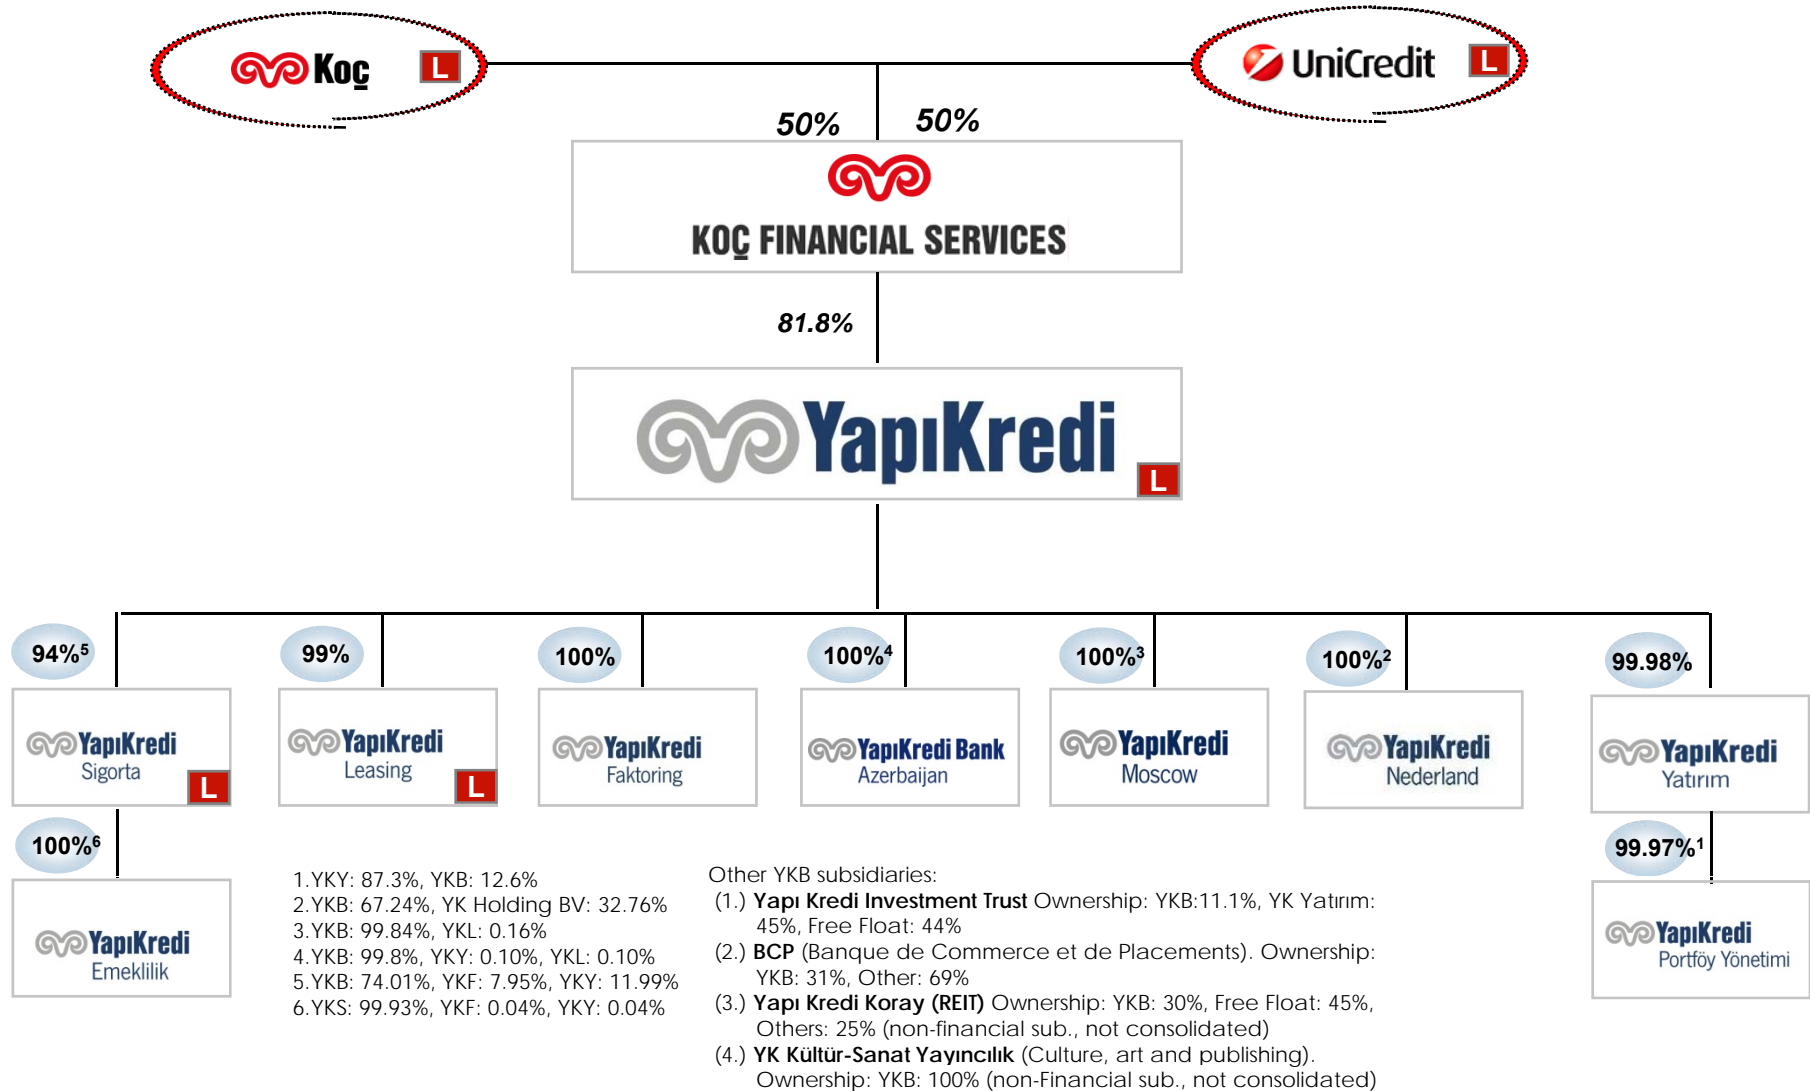 Koç L
UniCredit L
50% 50%
KOÇ FINANCIAL SERVICES
81.8%
YapıKredi
L
94%5
99%
100%
100%4
100%3
100%2
99.98%
YapıKredi
Sigorta
L
YapıKredi
Leasing
L
YapıKredi
Faktoring
YapıKredi Bank
Azerbaijan
YapıKredi
Moscow
YapıKredi
Nederland
YapıKredi
Yatırım
100%6
99.97%1
YapıKredi
Emeklilik
YapıKredi
Portföy Yönetimi
1.YKY: 87.3%, YKB: 12.6%
2.YKB: 67.24%, YK Holding BV: 32.76%
3.YKB: 99.84%, YKL: 0.16%
4.YKB: 99.8%, YKY: 0.10%, YKL: 0.10%
5.YKB: 74.01%, YKF: 7.95%, YKY: 11.99%
6.YKS: 99.93%, YKF: 0.04%, YKY: 0.04%
Other YKB subsidiaries:
(1.) Yapı Kredi Investment Trust Ownership: YKB:11.1%, YK Yatırım:
45%, Free Float: 44%
(2.) BCP (Banque de Commerce et de Placements). Ownership:
YKB: 31%, Other: 69%
(3.) Yapı Kredi Koray (REIT) Ownership: YKB: 30%, Free Float: 45%,
Others: 25% (non-financial sub., not consolidated)
(4.) YK Kültür-Sanat Yayıncılık (Culture, art and publishing).
Ownership: YKB: 100% (non-Financial sub., not consolidated)